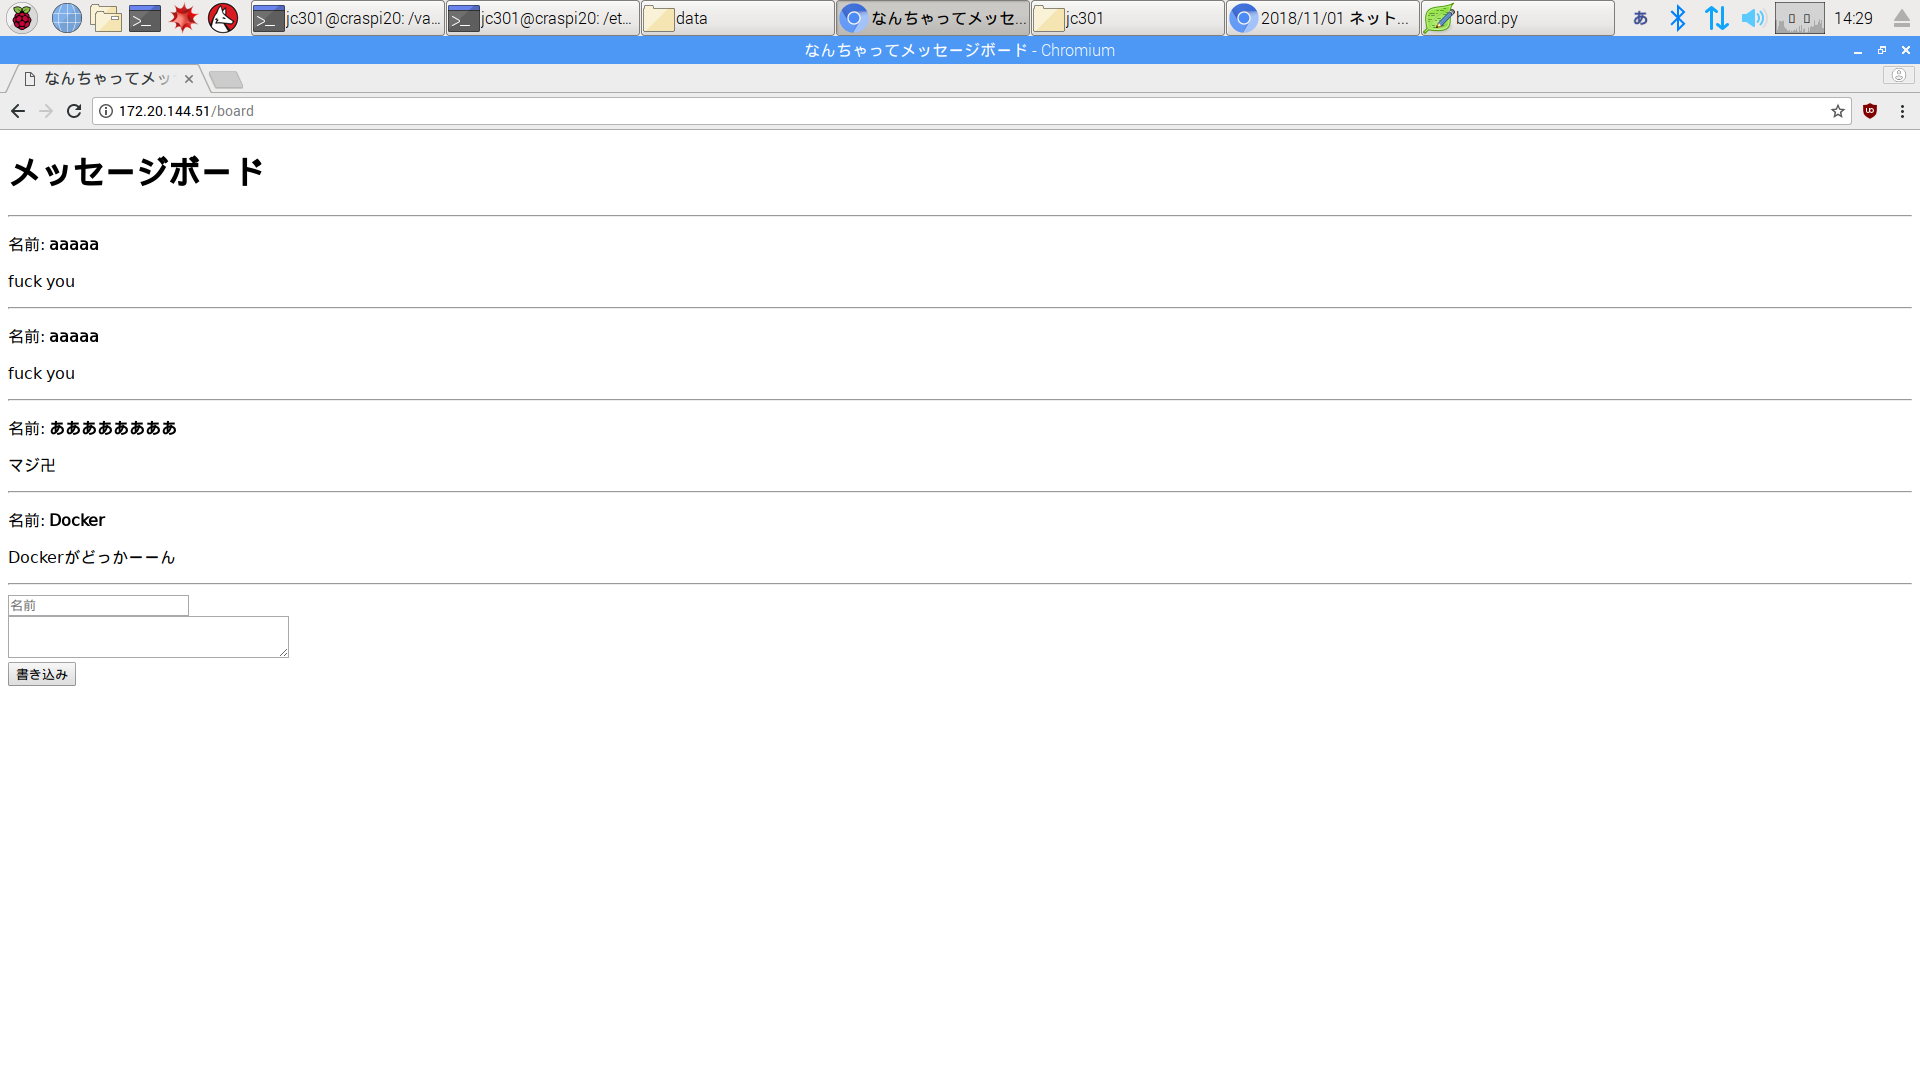 jc301@craspi20: /va...
jc301@craspi20: /et...
data
なんちゃってメッセ...
jc301
2018/11/01 ネット...
board.py
あ
14:29
なんちゃってメッセージボード - Chromium
なんちゃってメッ
172.20.144.51/board
メッセージボード
名前: aaaaa
fuck you
名前: aaaaa
fuck you
名前: ああああああああ
マジ卍
名前: Docker
Dockerがどっかーーん
名前
書き込み